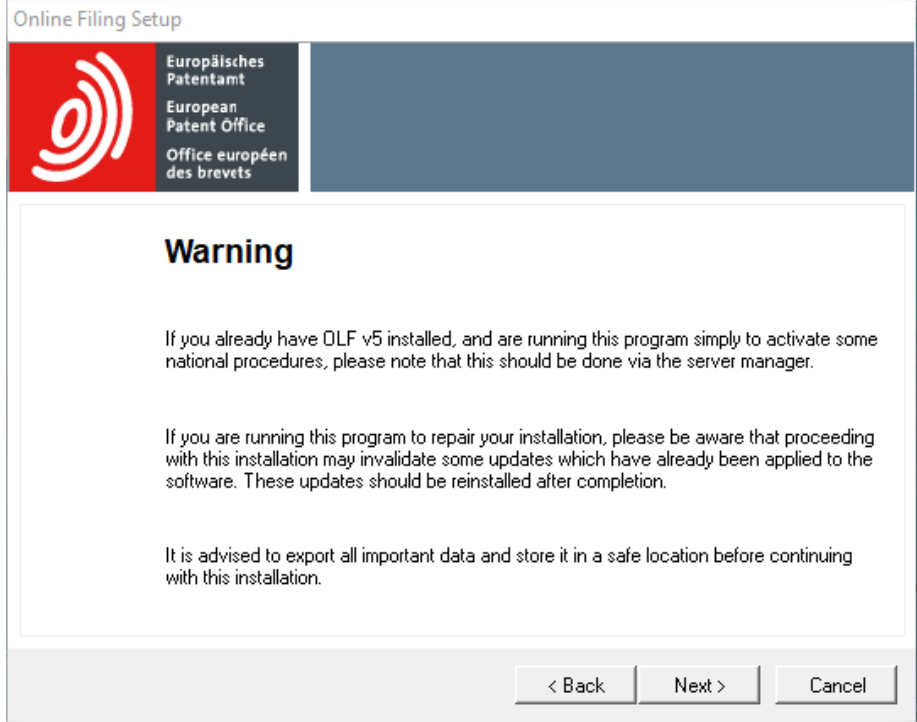 Online Filing Setup
Europäisches
Patentamt
European
Patent Office
Office européen
des brevets
Warning
If you already have OLF v5 installed, and are running this program simply to activate some
national procedures, please note that this should be done via the server manager.
If you are running this program to repair your installation, please be aware that proceeding
with this installation may invalidate some updates which have already been applied to the
software. These updates should be reinstalled after completion.
It is advised to export all important data and store it in a safe location before continuing
with this installation.
< Back Next > Cancel